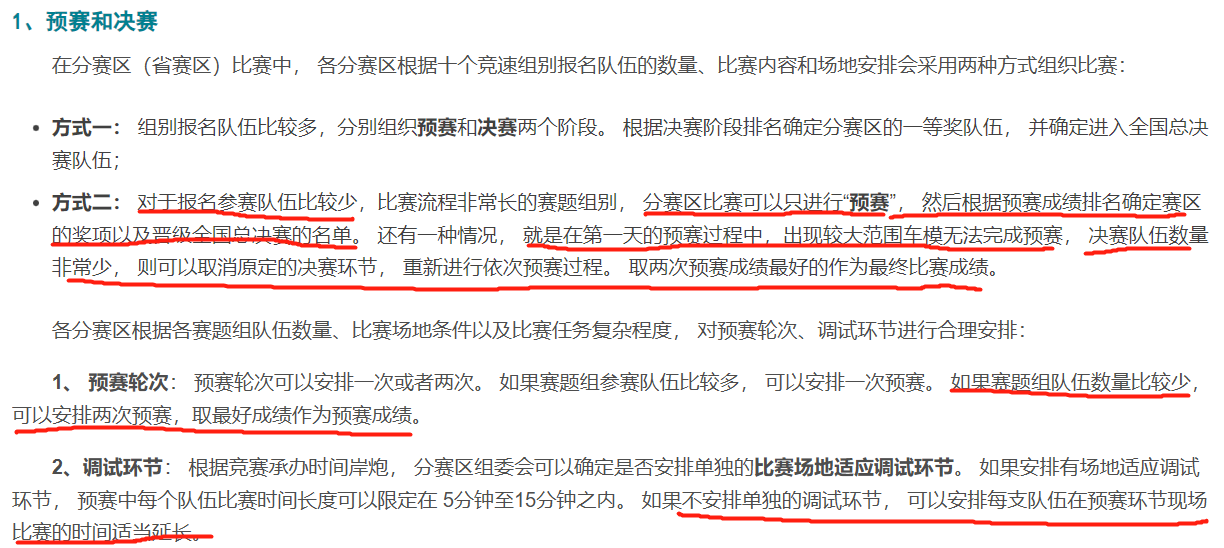 1、预赛和决赛
在分赛区（省赛区）比赛中， 各分赛区根据十个竞速组别报名队伍的数量、比赛内容和场地安排会采用两种方式组织比赛：
• 方式一： 组别报名队伍比较多，分别组织预赛和决赛两个阶段。 根据决赛阶段排名确定分赛区的一等奖队伍， 并确定进入全国总决
赛队伍；
• 方式二： 对于报名参赛队伍比较少，比赛流程非常长的赛题组别， 分赛区比赛可以只进行“预赛”， 然后根据预赛成绩排名确定赛区
的奖项以及晋级全国总决赛的名单。 还有一种情况， 就是在第一天的预赛过程中，出现较大范围车模无法完成预赛， 决赛队伍数量
非常少， 则可以取消原定的决赛环节， 重新进行依次预赛过程。 取两次预赛成绩最好的作为最终比赛成绩。
各分赛区根据各赛题组队伍数量、比赛场地条件以及比赛任务复杂程度， 对预赛轮次、调试环节进行合理安排：
1、 预赛轮次： 预赛轮次可以安排一次或者两次。 如果赛题组参赛队伍比较多， 可以安排一次预赛。 如果赛题组队伍数量比较少，
可以安排两次预赛，取最好成绩作为预赛成绩。
2、调试环节： 根据竞赛承办时间岸炮， 分赛区组委会可以确定是否安排单独的比赛场地适应调试环节。 如果安排有场地适应调试
环节， 预赛中每个队伍比赛时间长度可以限定在 5分钟至15分钟之内。 如果不安排单独的调试环节， 可以安排每支队伍在预赛环节现场
比赛的时间适当延长。